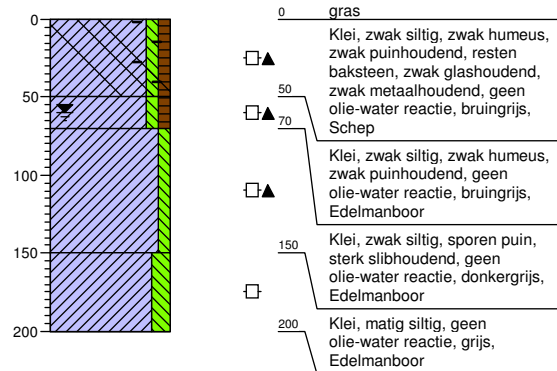 0
50
100
150
200
0
gras
Klei, zwak siltig, zwak humeus,
zwak puinhoudend, resten
baksteen, zwak glashoudend,
zwak metaalhoudend, geen
olie-water reactie, bruingrijs,
Schep
50
Klei, zwak siltig, zwak humeus,
zwak puinhoudend, geen
olie-water reactie, bruingrijs,
Edelmanboor
70
Klei, zwak siltig, sporen puin,
sterk slibhoudend, geen
olie-water reactie, donkergrijs,
Edelmanboor
150
Klei, matig siltig, geen
olie-water reactie, grijs,
Edelmanboor
200